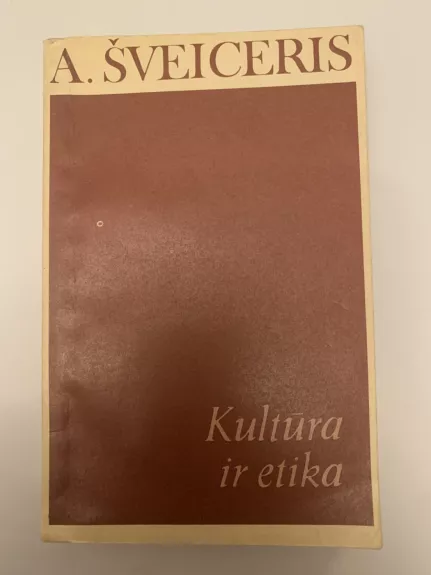 A. ŠVEICERIS
Kultūra
ir etika